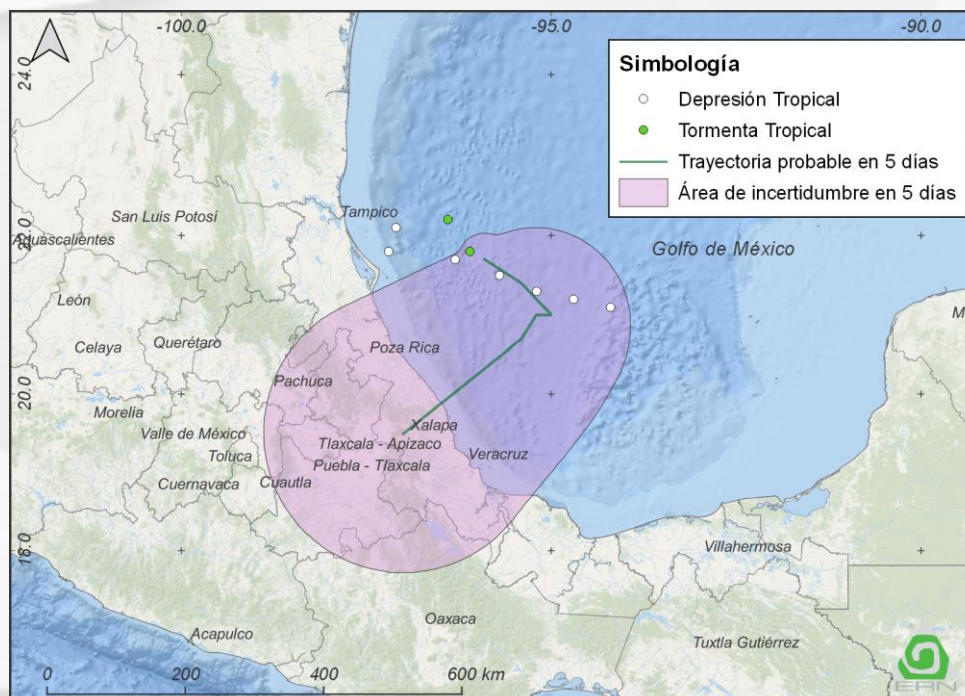 -100.0
-95.0
-90.0
24.0
22.0
20.0
18.0
Simbología
Depresión Tropical
Tormenta Tropical
Trayectoria probable en 5 días
Área de incertidumbre en 5 días
Tampico
San Luis Potosí
Aguascalientes
Golfo de México
León
Celaya
Querétaro
Poza Rica
Pachuca
Morelia
Valle de México
Xalapa
Tlaxcala - Apizaco
Toluca
Puebla - Tlaxcala
Veracruz
Cuernavaca
Cuautla
Villahermosa
Oaxaca
Acapulco
Tuxtla Gutiérrez
M
0
200
400
600 km
ERN